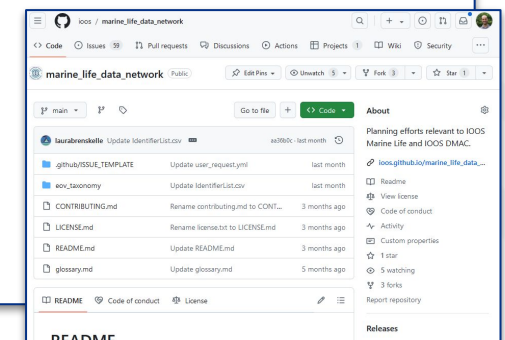 ioos / marine_life_data_network
Code Issues 59 Pull requests Discussions Actions Projects 1 Wiki Security
marine_life_data_network Public Edit Pins Unwatch 5 Fork 3 Star 1
main Go to file Code
laurabrenskelle Update IdentifierList.csv aa36b0c · last month
.github/ISSUE_TEMPLATE Update user_request.yml last month
eov_taxonomy Update IdentifierList.csv last month
CONTRIBUTING.md Rename contributing.md to CONT... 3 months ago
LICENSE.md Rename license.txt to LICENSE.md 3 months ago
README.md Update README.md 3 months ago
glossary.md Update glossary.md 5 months ago
README Code of conduct License
README
About
Planning efforts relevant to IOOS
Marine Life and IOOS DMAC.
ioos.github.io/marine_life_data_...
Readme
View license
Code of conduct
Activity
Custom properties
1 star
5 watching
3 forks
Report repository
Releases